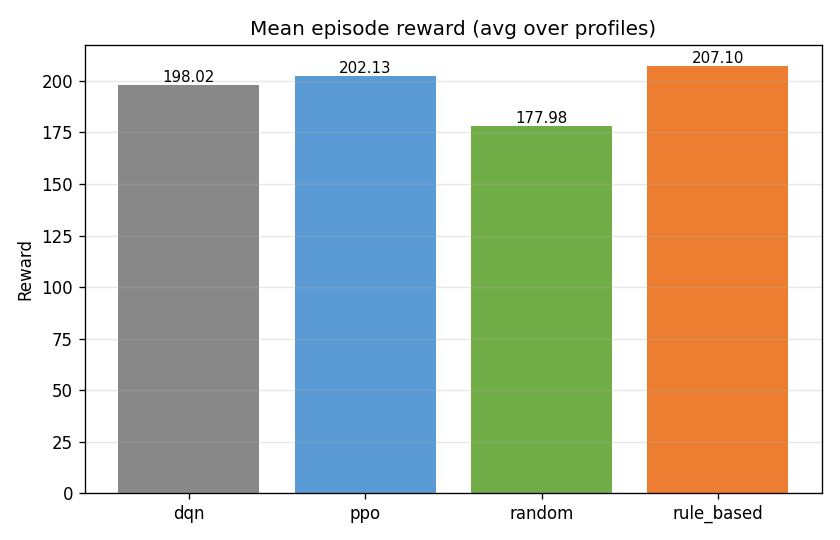 Mean episode reward (avg over profiles)
Reward
200
175
150
125
100
75
50
25
0
198.02
202.13
177.98
207.10
dqn
ppo
random
rule_based